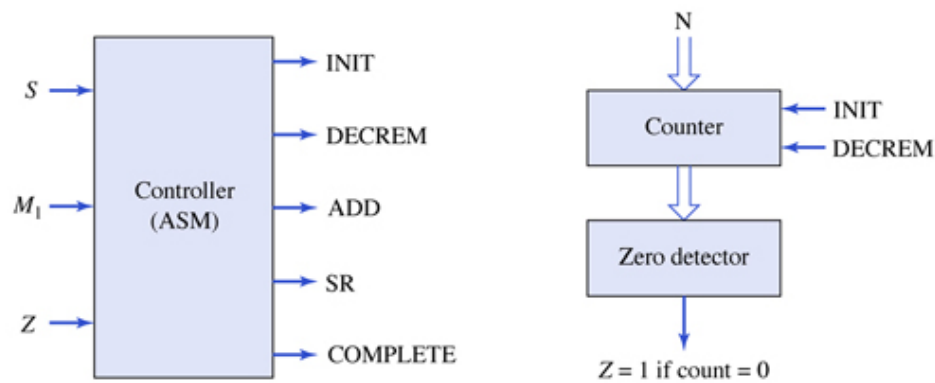 S
M₁
Z
Controller
(ASM)
INIT
DECREM
ADD
SR
COMPLETE
N
Counter
INIT
DECREM
Zero detector
Z = 1 if count = 0